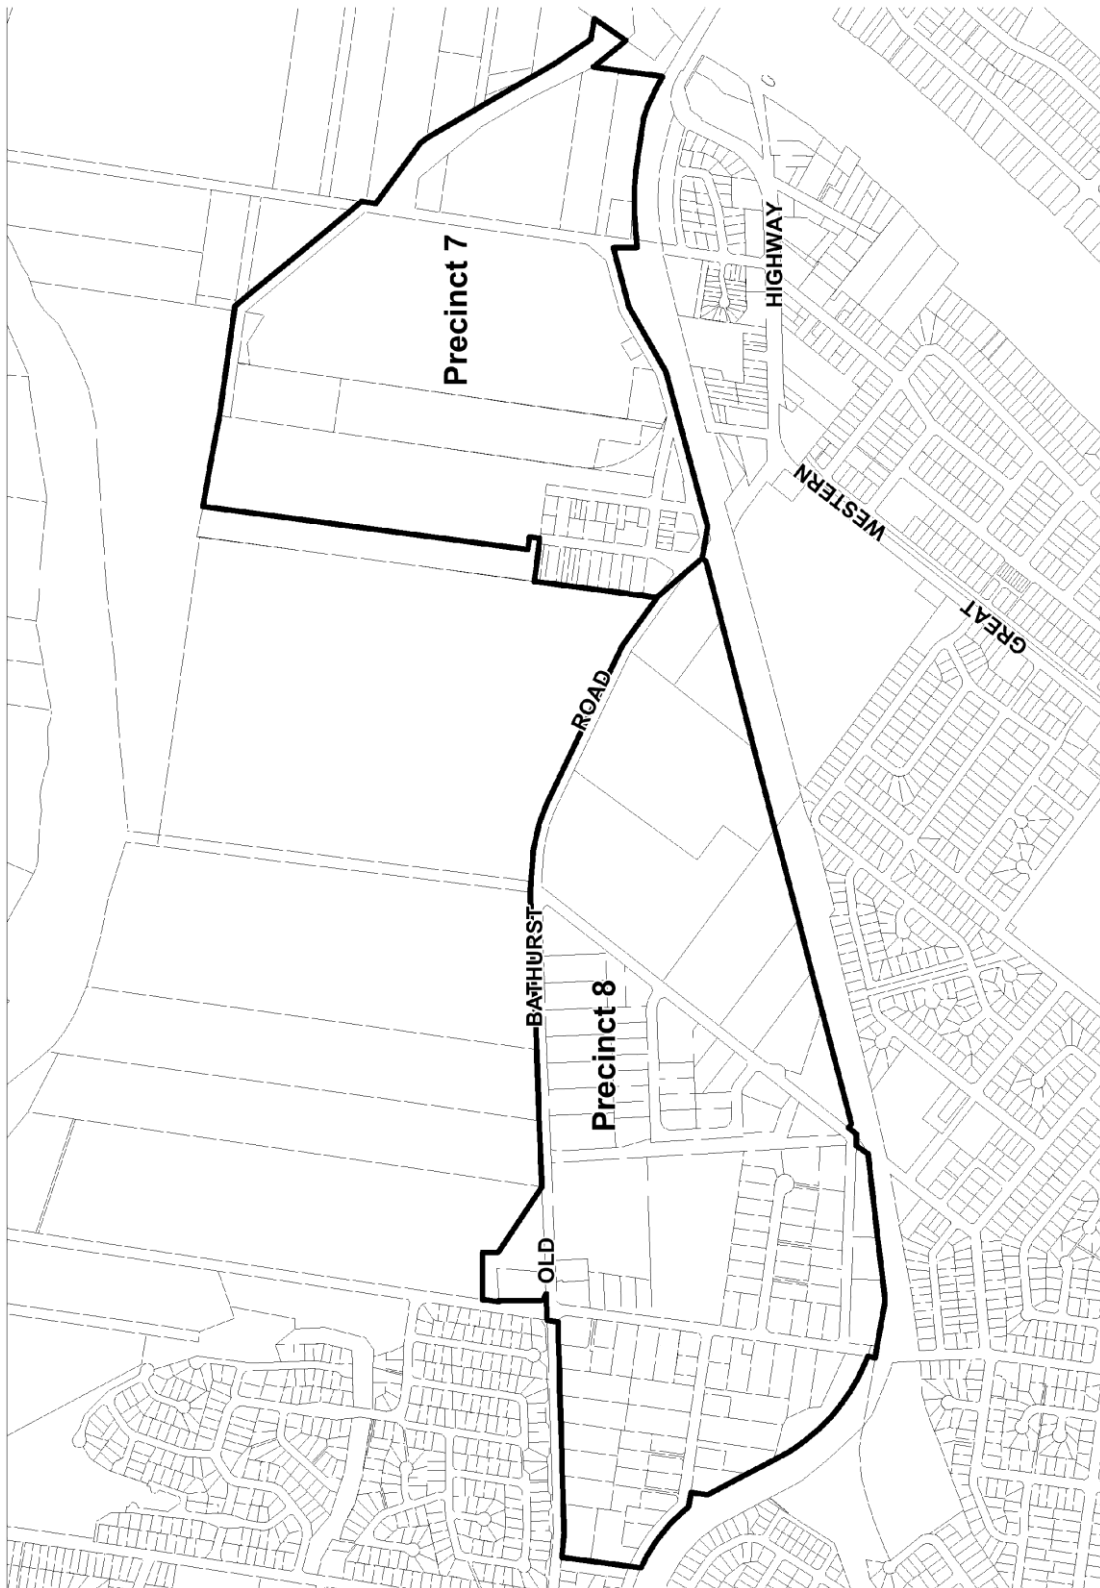 Precinct 7
HIGHWAY
WESTERN
GREAT
ROAD
BATHURST
OLD
Precinct 8